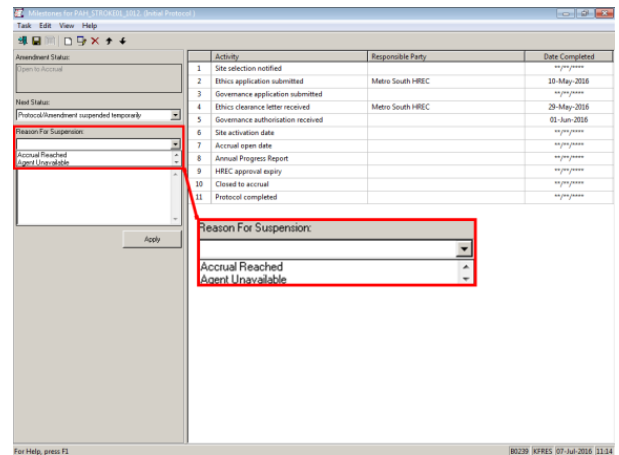 Milestones for PAH_STROKE01_1012 (Initial Protocol )
Task Edit View Help
Amendment Status:
Open to Accrual
Next Status:
Protocol/Amendment suspended temporarily
Reason For Suspension:
Accrual Reached
Agent Unavailable
Apply
Activity Responsible Party Date Completed
1 Site selection notified **/**/****
2 Ethics application submitted Metro South HREC 10-May-2016
3 Governance application submitted **/**/****
4 Ethics clearance letter received Metro South HREC 29-May-2016
5 Governance authorisation received 01-Jun-2016
6 Site activation date **/**/****
7 Accrual open date **/**/****
8 Annual Progress Report **/**/****
9 HREC approval expiry **/**/****
10 Closed to accrual **/**/****
11 Protocol completed **/**/****
Reason For Suspension:
Accrual Reached
Agent Unavailable
For Help, press F1 B0239 KFRES 07-Jul-2016 11:14